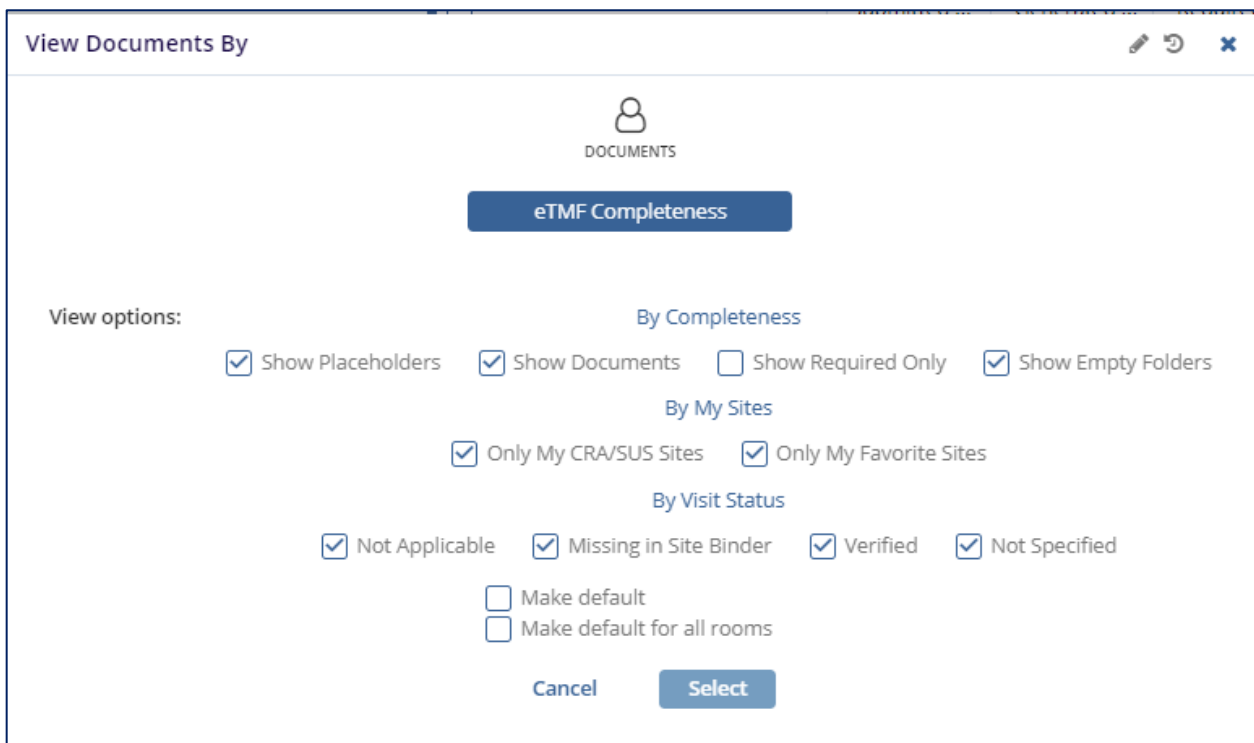 View Documents By
DOCUMENTS
eTMF Completeness
View options:
By Completeness
Show Placeholders Show Documents Show Required Only Show Empty Folders
By My Sites
Only My CRA/SUS Sites Only My Favorite Sites
By Visit Status
Not Applicable Missing in Site Binder Verified Not Specified
Make default
Make default for all rooms
Cancel Select